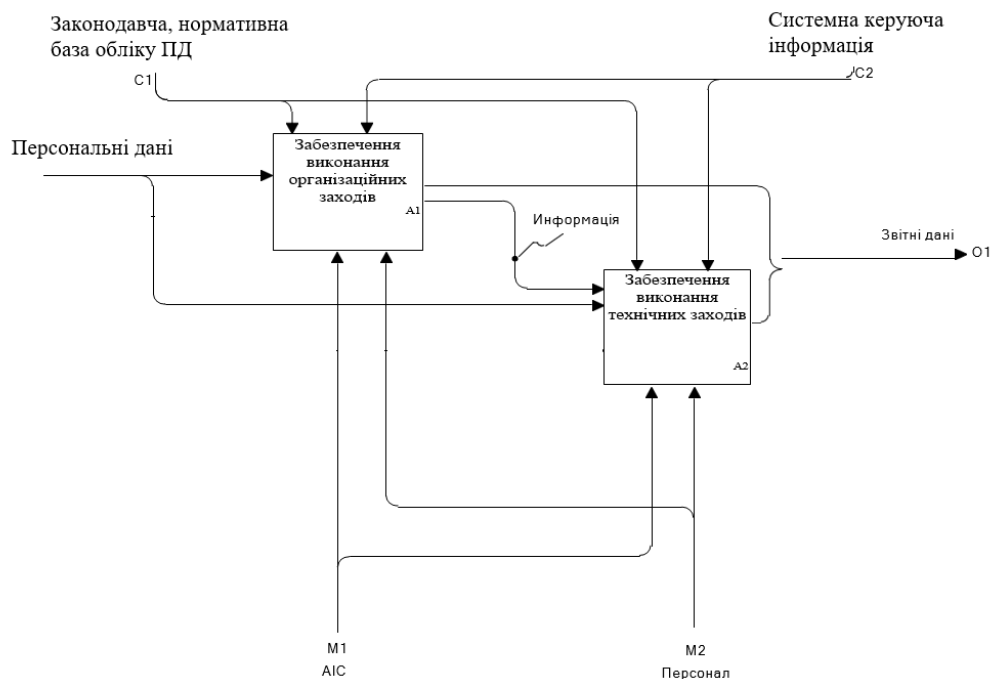 Законодавча, нормативна
база обліку ПД
C1
Системна керуюча
інформація
C2
Персональні дані
Забезпечення
виконання
організаційних
заходів
A1
Информація
Звітні дані
O1
Забезпечення
виконання
технічних заходів
A2
M1
АІС
M2
Персонал